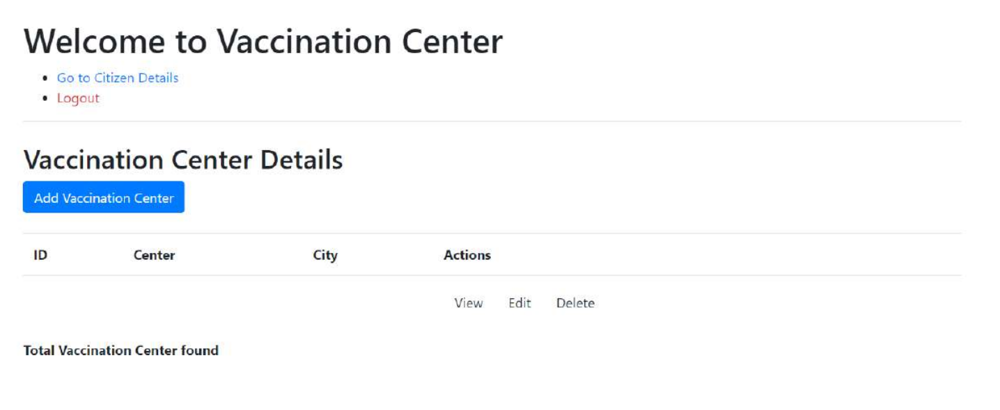 Welcome to Vaccination Center
Go to Citizen Details
Logout
Vaccination Center Details
Add Vaccination Center
ID Center City Actions
View Edit Delete
Total Vaccination Center found